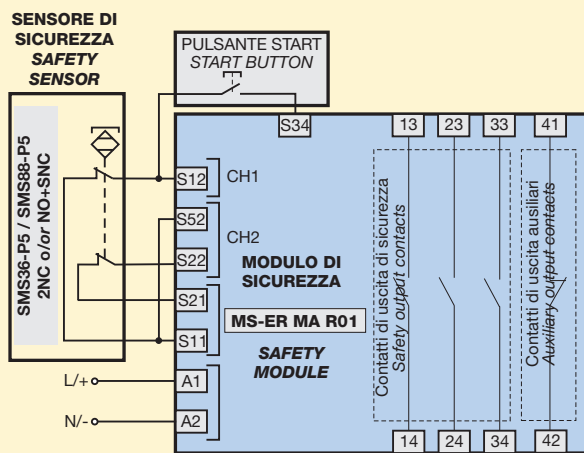 SENSORE DI
SICUREZZA
SAFETY
SENSOR
PULSANTE START
START BUTTON
SMS36-P5 / SMS88-P5
2NC o/or NO+SNC
S34
13
23
33
41
S12
CH1
S52
CH2
S22
S21
S11
MODULO DI
SICUREZZA
MS-ER MA R01
SAFETY
MODULE
Contatti di uscita di sicurezza
Safety output contacts
Contatti di uscita ausiliari
Auxiliary output contacts
L/+
A1
N/-
A2
14
24
34
42